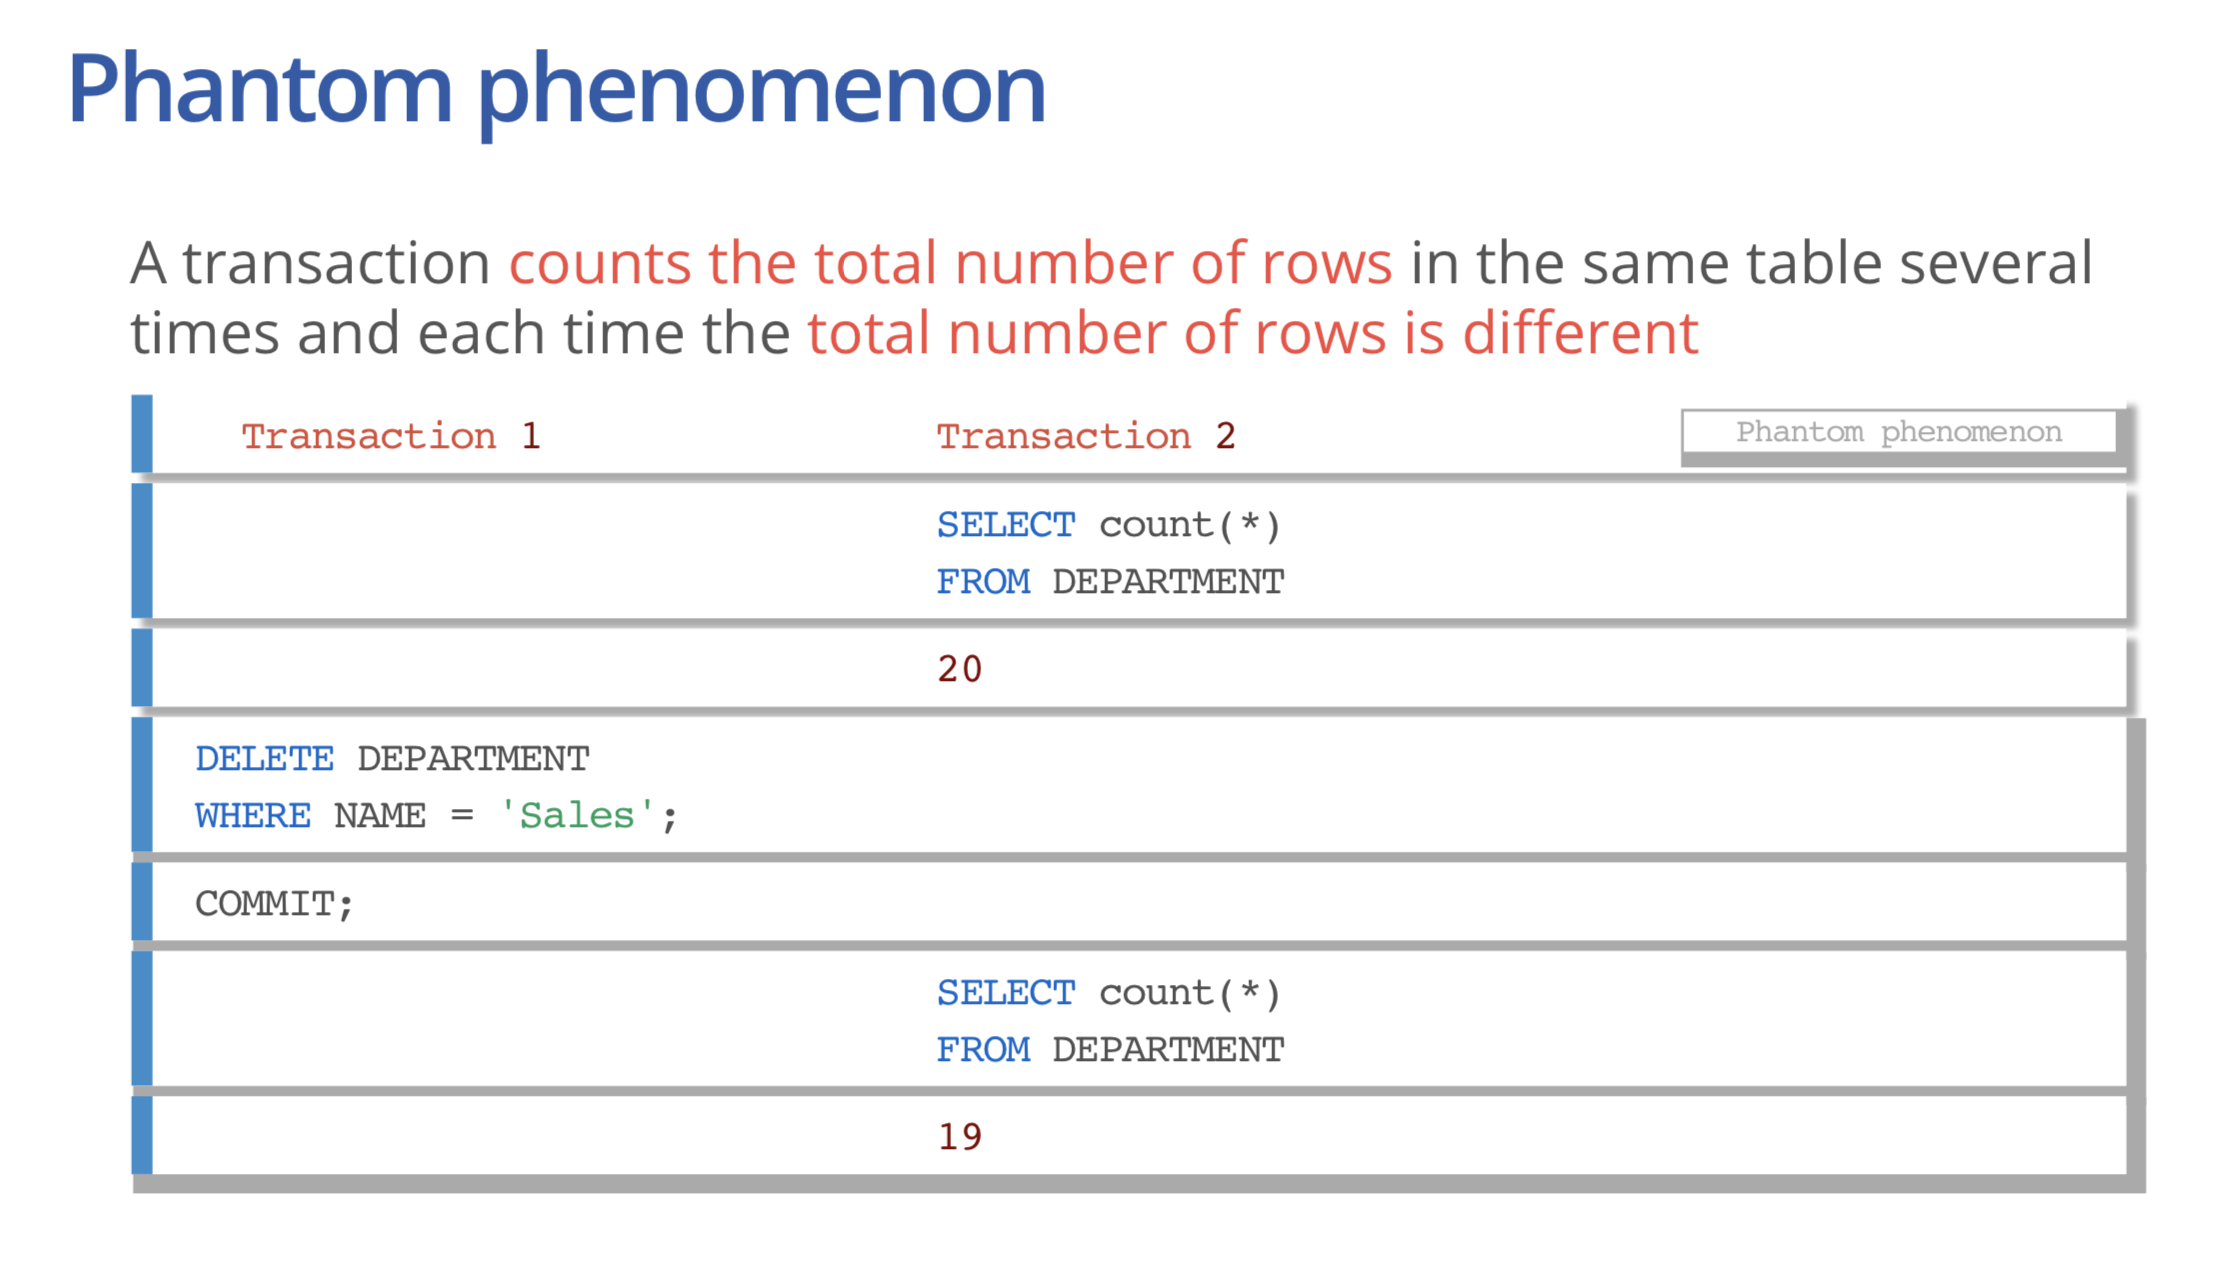 Phantom phenomenon
A transaction counts the total number of rows in the same table several
times and each time the total number of rows is different
Transaction 1 Transaction 2 Phantom phenomenon
SELECT count(*)
FROM DEPARTMENT
20
DELETE DEPARTMENT
WHERE NAME = 'Sales';
COMMIT;
SELECT count(*)
FROM DEPARTMENT
19